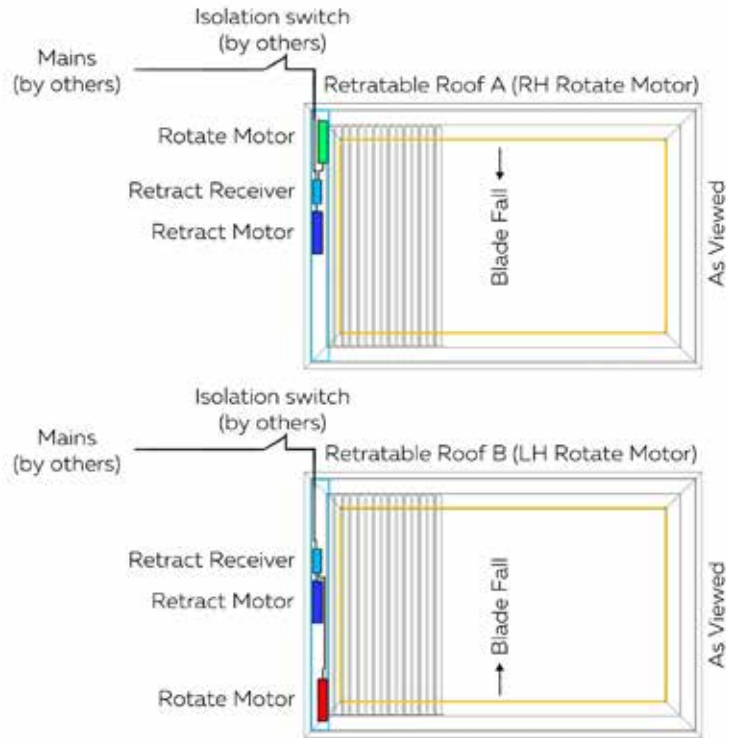 Isolation switch
(by others)
Mains
(by others)
Retratable Roof A (RH Rotate Motor)
Rotate Motor
Retract Receiver
Retract Motor
Blade Fall
As Viewed
Isolation switch
(by others)
Mains
(by others)
Retratable Roof B (LH Rotate Motor)
Retract Receiver
Retract Motor
Rotate Motor
Blade Fall
As Viewed